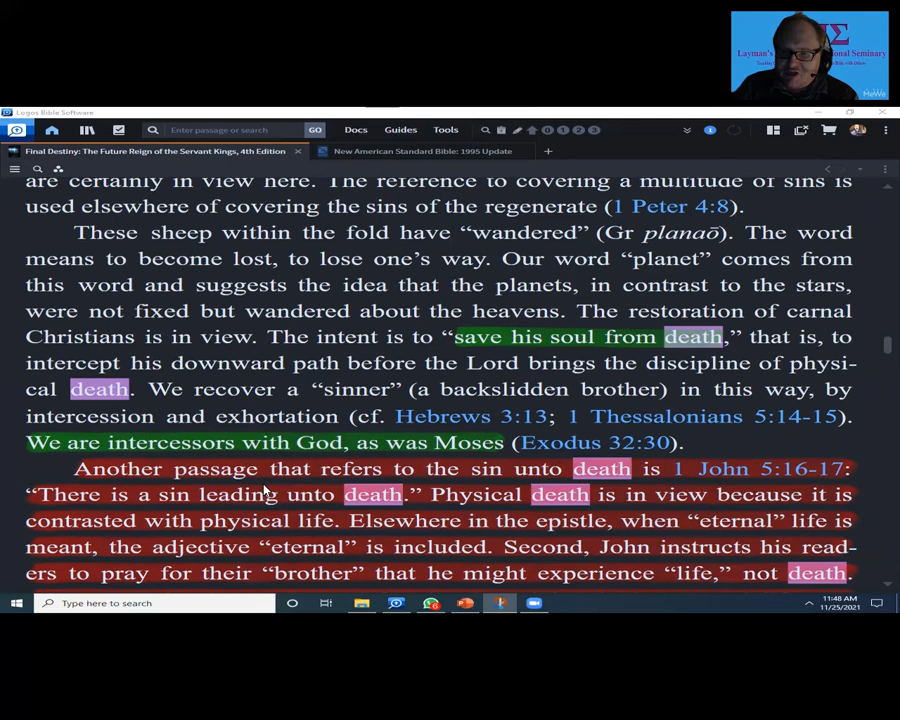 Layman's
ional Seminary
MeWe
Logos Bible Software
Enter passage or search
GO
Docs
Guides
Tools
Final Destiny: The Future Reign of the Servant Kings, 4th Edition
New American Standard Bible: 1995 Update
are certainly in view here. The reference to covering a multitude of sins is
used elsewhere of covering the sins of the regenerate (1 Peter 4:8).
These sheep within the fold have “wandered” (Gr planaō). The word
means to become lost, to lose one’s way. Our word “planet” comes from
this word and suggests the idea that the planets, in contrast to the stars,
were not fixed but wandered about the heavens. The restoration of carnal
Christians is in view. The intent is to “save his soul from death,” that is, to
intercept his downward path before the Lord brings the discipline of physi-
cal death. We recover a “sinner” (a backslidden brother) in this way, by
intercession and exhortation (cf. Hebrews 3:13; 1 Thessalonians 5:14-15).
We are intercessors with God, as was Moses (Exodus 32:30).
Another passage that refers to the sin unto death is 1 John 5:16-17:
“There is a sin leading unto death.” Physical death is in view because it is
contrasted with physical life. Elsewhere in the epistle, when “eternal” life is
meant, the adjective “eternal” is included. Second, John instructs his read-
ers to pray for their “brother” that he might experience “life,” not death.
Type here to search
11:48 AM
11/25/2021